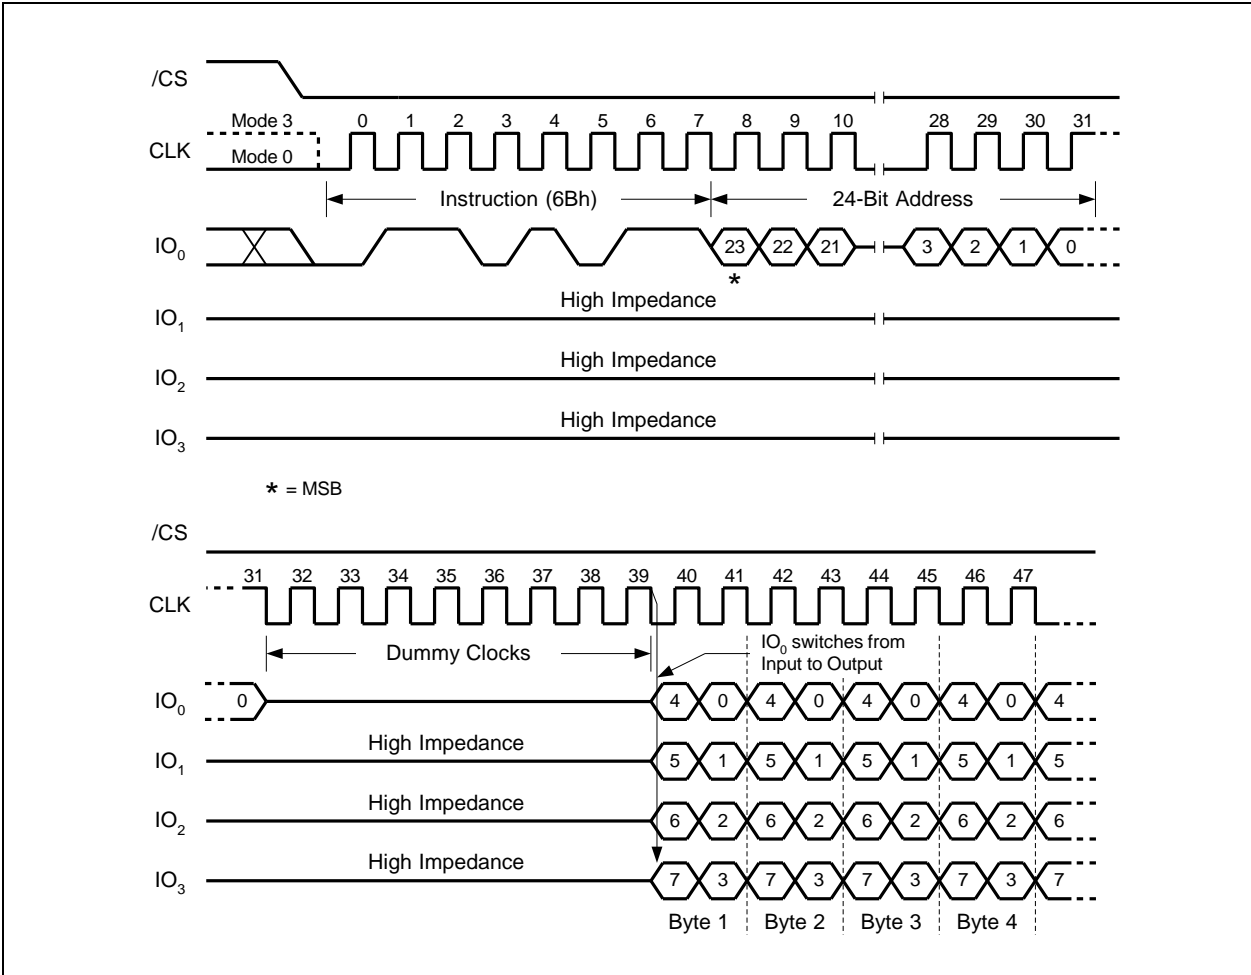 /CS
Mode 3 0 1 2 3 4 5 6 7 8 9 10 28 29 30 31
CLK
Mode 0
Instruction (6Bh) 24-Bit Address
IO0 23 22 21 3 2 1 0
*
High Impedance
IO1
High Impedance
IO2
High Impedance
IO3
* = MSB
/CS
31 32 33 34 35 36 37 38 39 40 41 42 43 44 45 46 47
CLK
Dummy Clocks
IO0 switches from
Input to Output
IO0 0 4 0 4 0 4 0 4 0 4
High Impedance
IO1 5 1 5 1 5 1 5 1 5
High Impedance
IO2 6 2 6 2 6 2 6 2 6
High Impedance
IO3 7 3 7 3 7 3 7 3 7
Byte 1 Byte 2 Byte 3 Byte 4